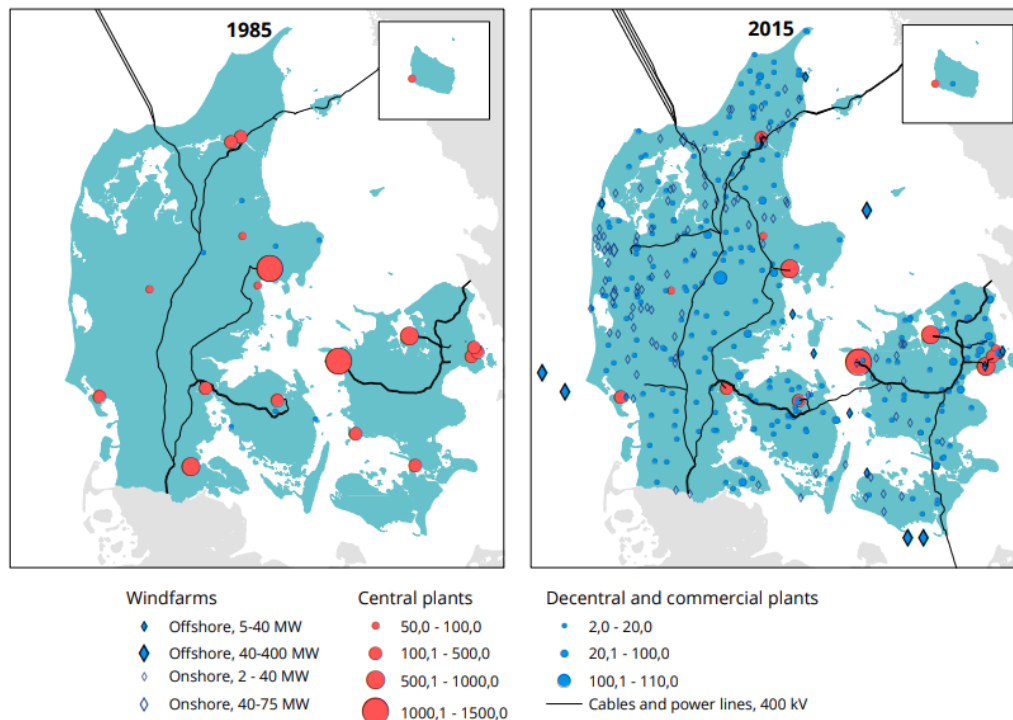 1985
2015
Windfarms
Offshore, 5-40 MW
Offshore, 40-400 MW
Onshore, 2 - 40 MW
Onshore, 40-75 MW
Central plants
50,0 - 100,0
100,1 - 500,0
500,1 - 1000,0
1000,1 - 1500,0
Decentral and commercial plants
2,0 - 20,0
20,1 - 100,0
100,1 - 110,0
Cables and power lines, 400 kV